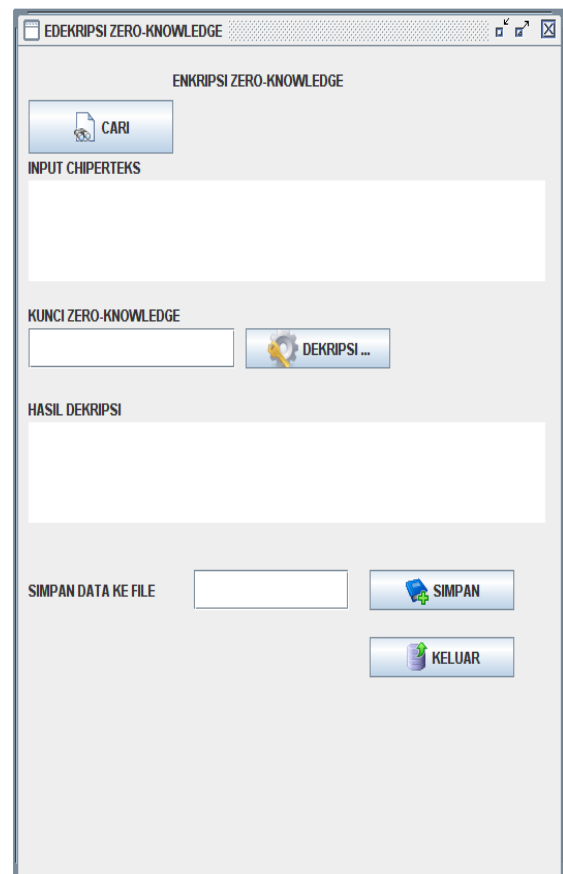 EDEKRIPSI ZERO-KNOWLEDGE
ENKRIPSI ZERO-KNOWLEDGE
CARI
INPUT CHIPERTEKS
KUNCI ZERO-KNOWLEDGE
DEKRIPSI ...
HASIL DEKRIPSI
SIMPAN DATA KE FILE
SIMPAN
KELUAR